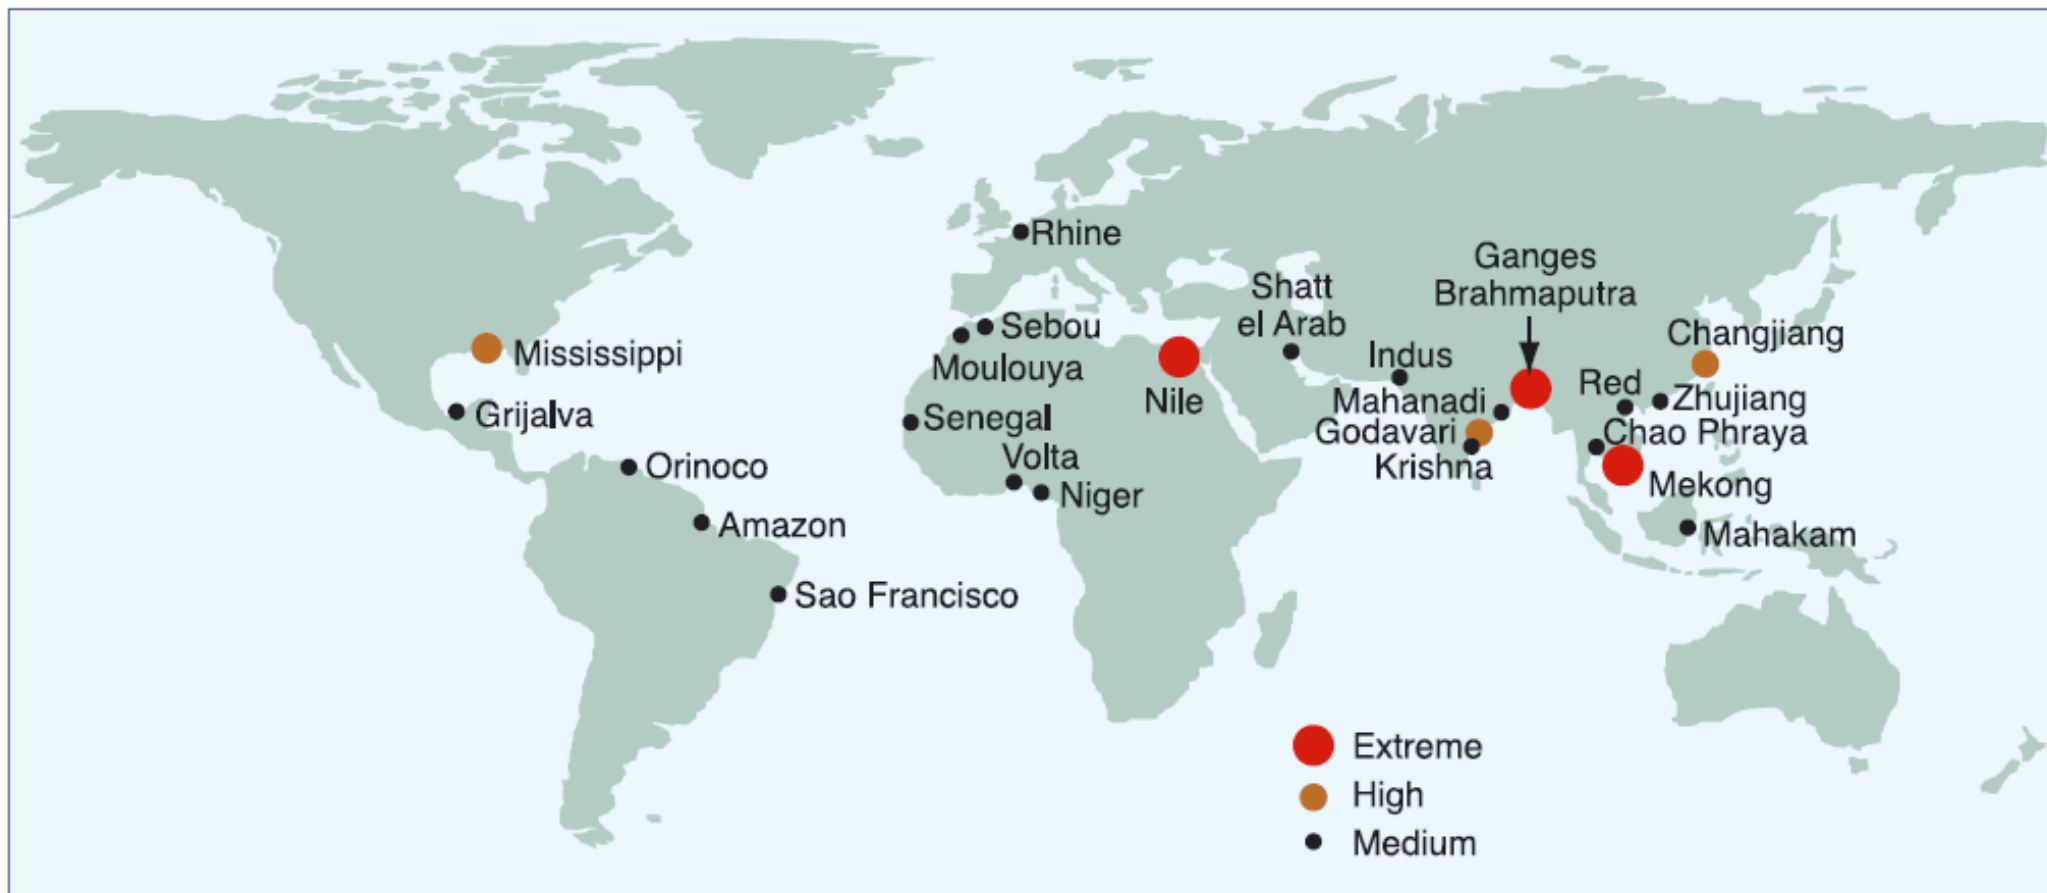 Rhine
Ganges
Brahmaputra
Shatt
el Arab
Changjiang
Sebou
Mississippi
Indus
Moulouya
Red
Nile
Mahanadi
Zhujiang
Grijalva
Senegal
Godavari
Chao Phraya
Volta
Krishna
Orinoco
Mekong
Niger
Amazon
Mahakam
Sao Francisco
Extreme
High
Medium